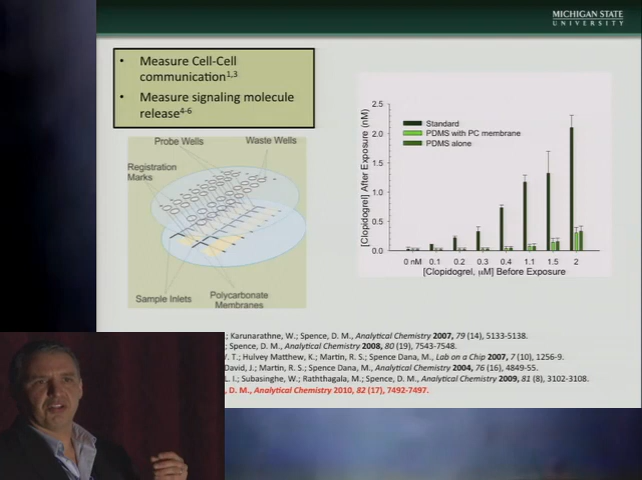 MICHIGAN STATE
UNIVERSITY
• Measure Cell-Cell
communication1,3
• Measure signaling molecule
release4-6
Probe Wells
Waste Wells
Registration
Marks
Sample Inlets
Polycarbonate
Membranes
[Clopidogrel] After Exposure (nM)
2.5
2.0
1.5
1.0
0.5
0.0
Standard
PDMS with PC membrane
PDMS alone
0 nM 0.1 0.2 0.3 0.4 1.1 1.5 2
[Clopidogrel, μM] Before Exposure
.; Karunarathne, W.; Spence, D. M., Analytical Chemistry 2007, 79 (14), 5133-5138.
; Spence, D. M., Analytical Chemistry 2008, 80 (19), 7543-7548.
. T.; Hulvey Matthew, K.; Martin, R. S.; Spence Dana, M., Lab on a Chip 2007, 7 (10), 1256-9.
David, J.; Martin, R. S.; Spence Dana, M., Analytical Chemistry 2004, 76 (16), 4849-55.
L. I.; Subasinghe, W.; Raththagala, M.; Spence, D. M., Analytical Chemistry 2009, 81 (8), 3102-3108.
, D. M., Analytical Chemistry 2010, 82 (17), 7492-7497.